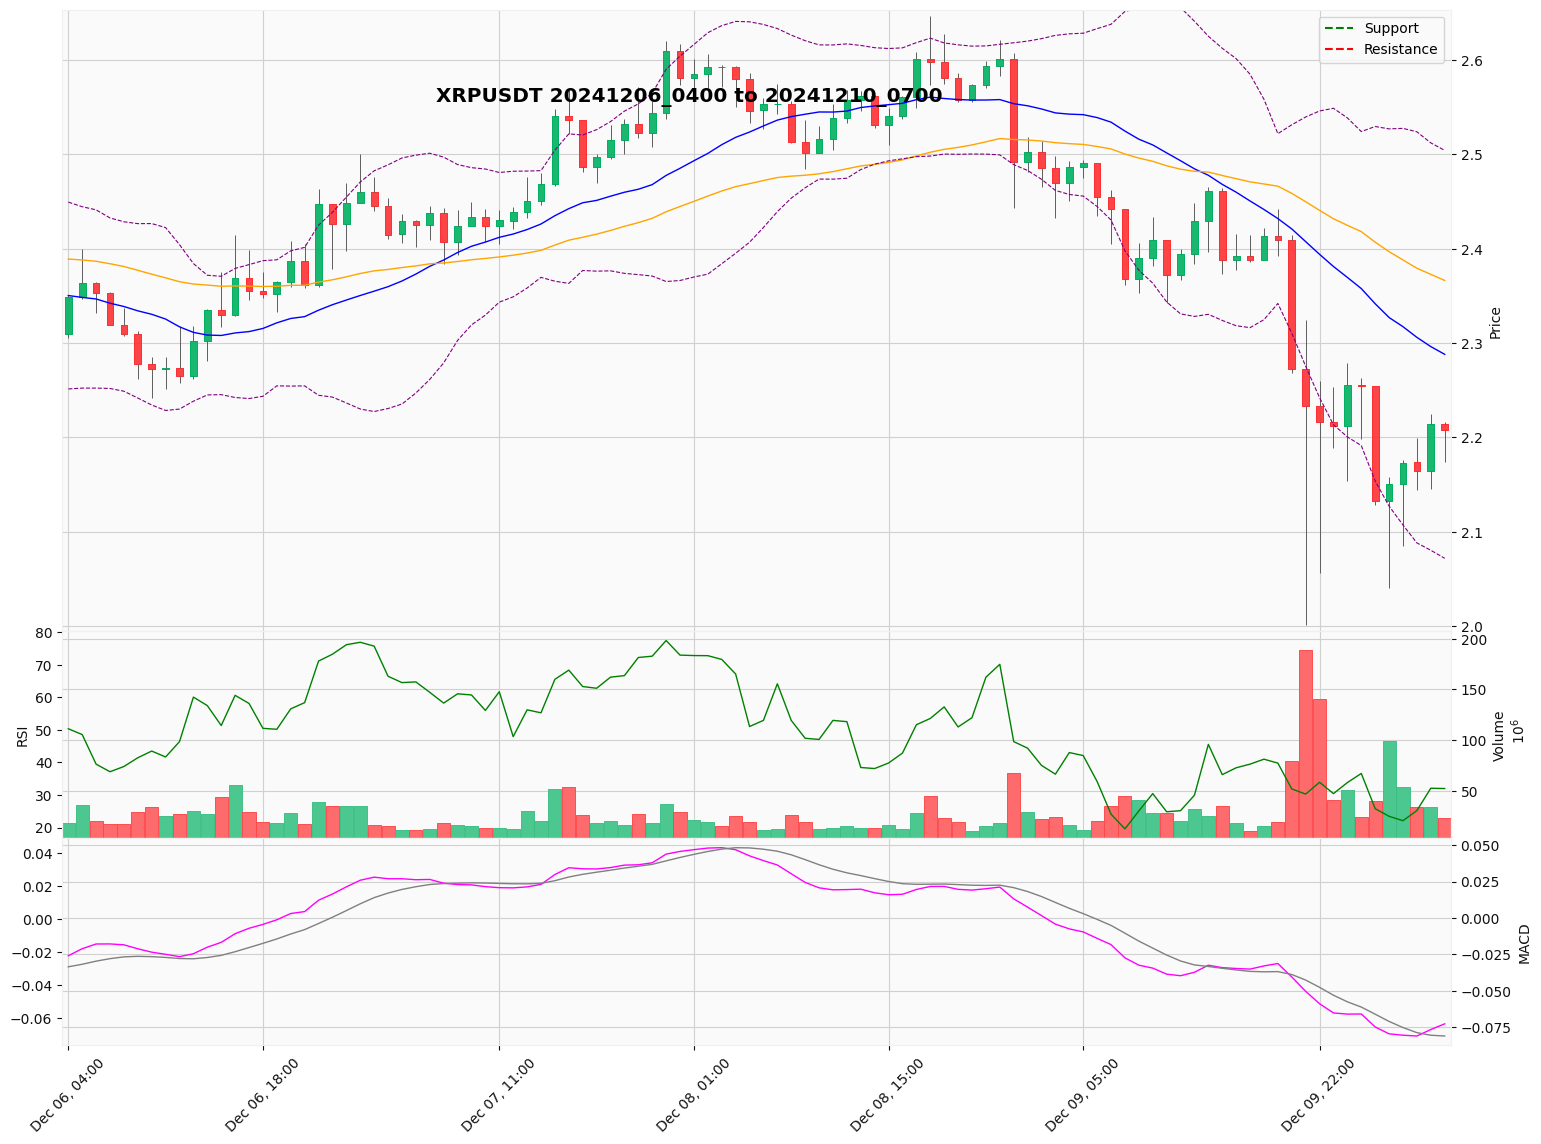 XRPUSDT 20241206_0400 to 20241210_0700
Support
Resistance
2.6
2.5
2.4
2.3
2.2
2.1
2.0
Price
80
70
60
50
40
30
20
RSI
200
150
100
50
Volume
10^6
0.04
0.02
0.00
−0.02
−0.04
−0.06
0.050
0.025
0.000
−0.025
−0.050
−0.075
MACD
Dec 06, 04:00
Dec 06, 18:00
Dec 07, 11:00
Dec 08, 01:00
Dec 08, 15:00
Dec 09, 05:00
Dec 09, 22:00